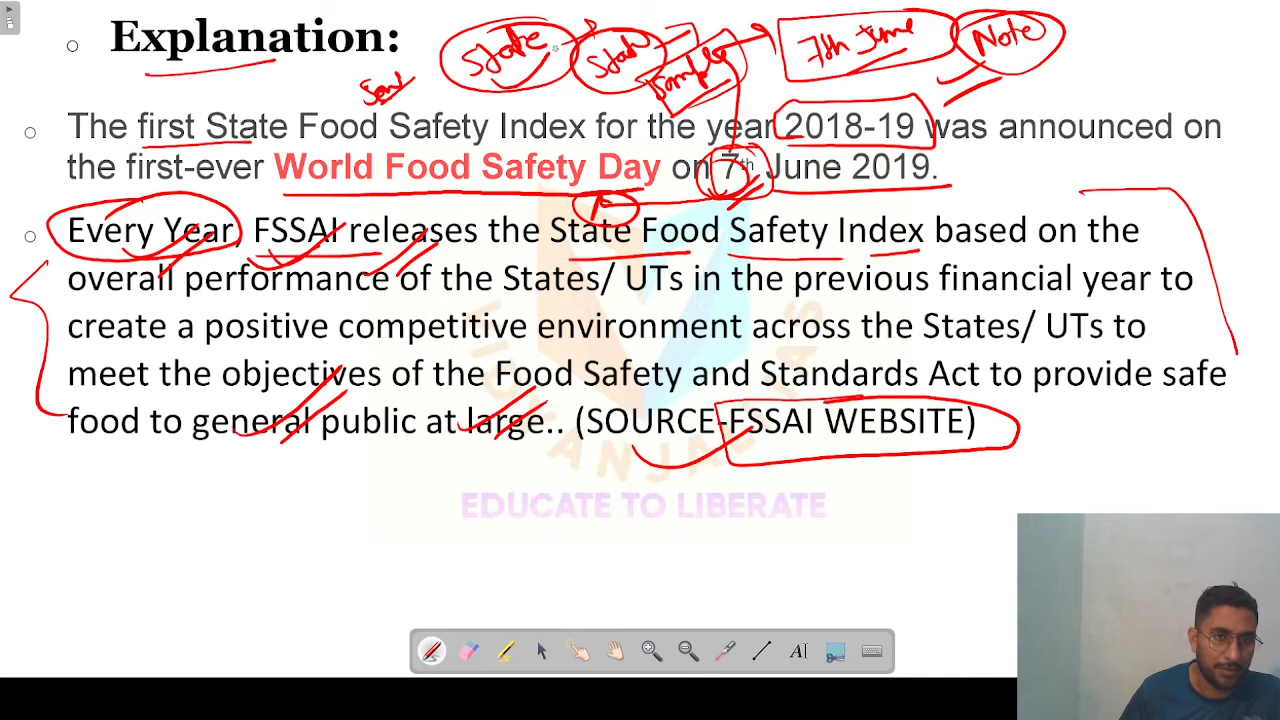 Explanation:
State
State
Sample
7th June
Note
The first State Food Safety Index for the year 2018-19 was announced on
the first-ever World Food Safety Day on 7th June 2019.
Every Year, FSSAI releases the State Food Safety Index based on the
overall performance of the States/ UTs in the previous financial year to
create a positive competitive environment across the States/ UTs to
meet the objectives of the Food Safety and Standards Act to provide safe
food to general public at large.. (SOURCE-FSSAI WEBSITE)
EDUCATE TO LIBERATE
AI